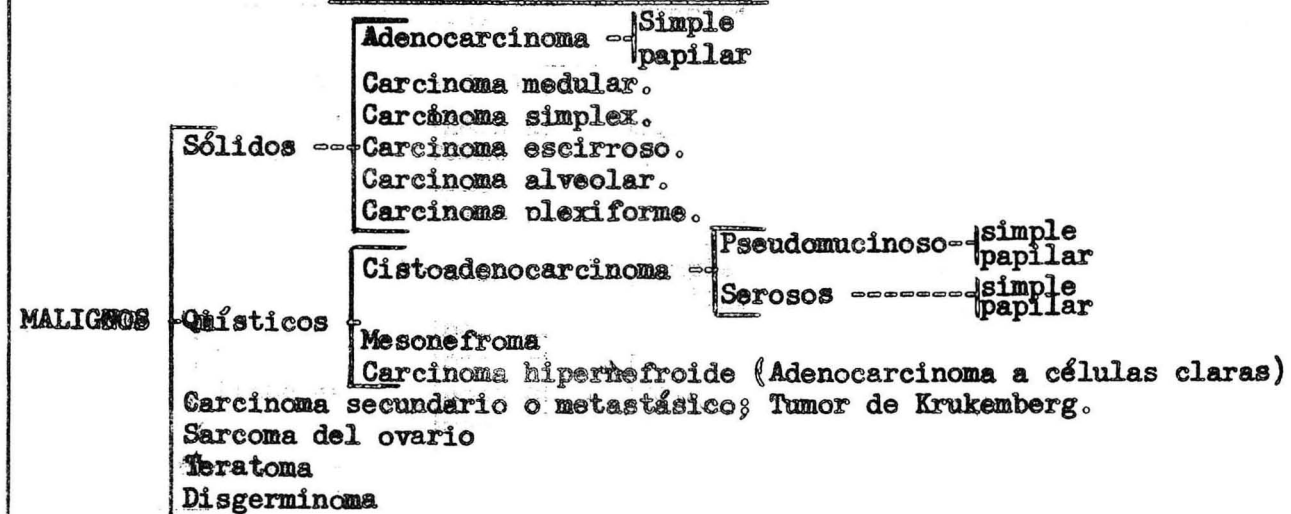 Adenocarcinoma Simple
papilar
Carcinoma medular.
Carcinoma simplex.
Sólidos Carcinoma escirroso.
Carcinoma alveolar.
Carcinoma plexiforme.
Cistoadenocarcinoma Pseudomucinoso simple
papilar
Serosos simple
papilar
MALIGNOS Quísticos
Mesonefroma
Carcinoma hipernefroide (Adenocarcinoma a células claras)
Carcinoma secundario o metastásico; Tumor de Krukemberg.
Sarcoma del ovario
Teratoma
Disgerminoma